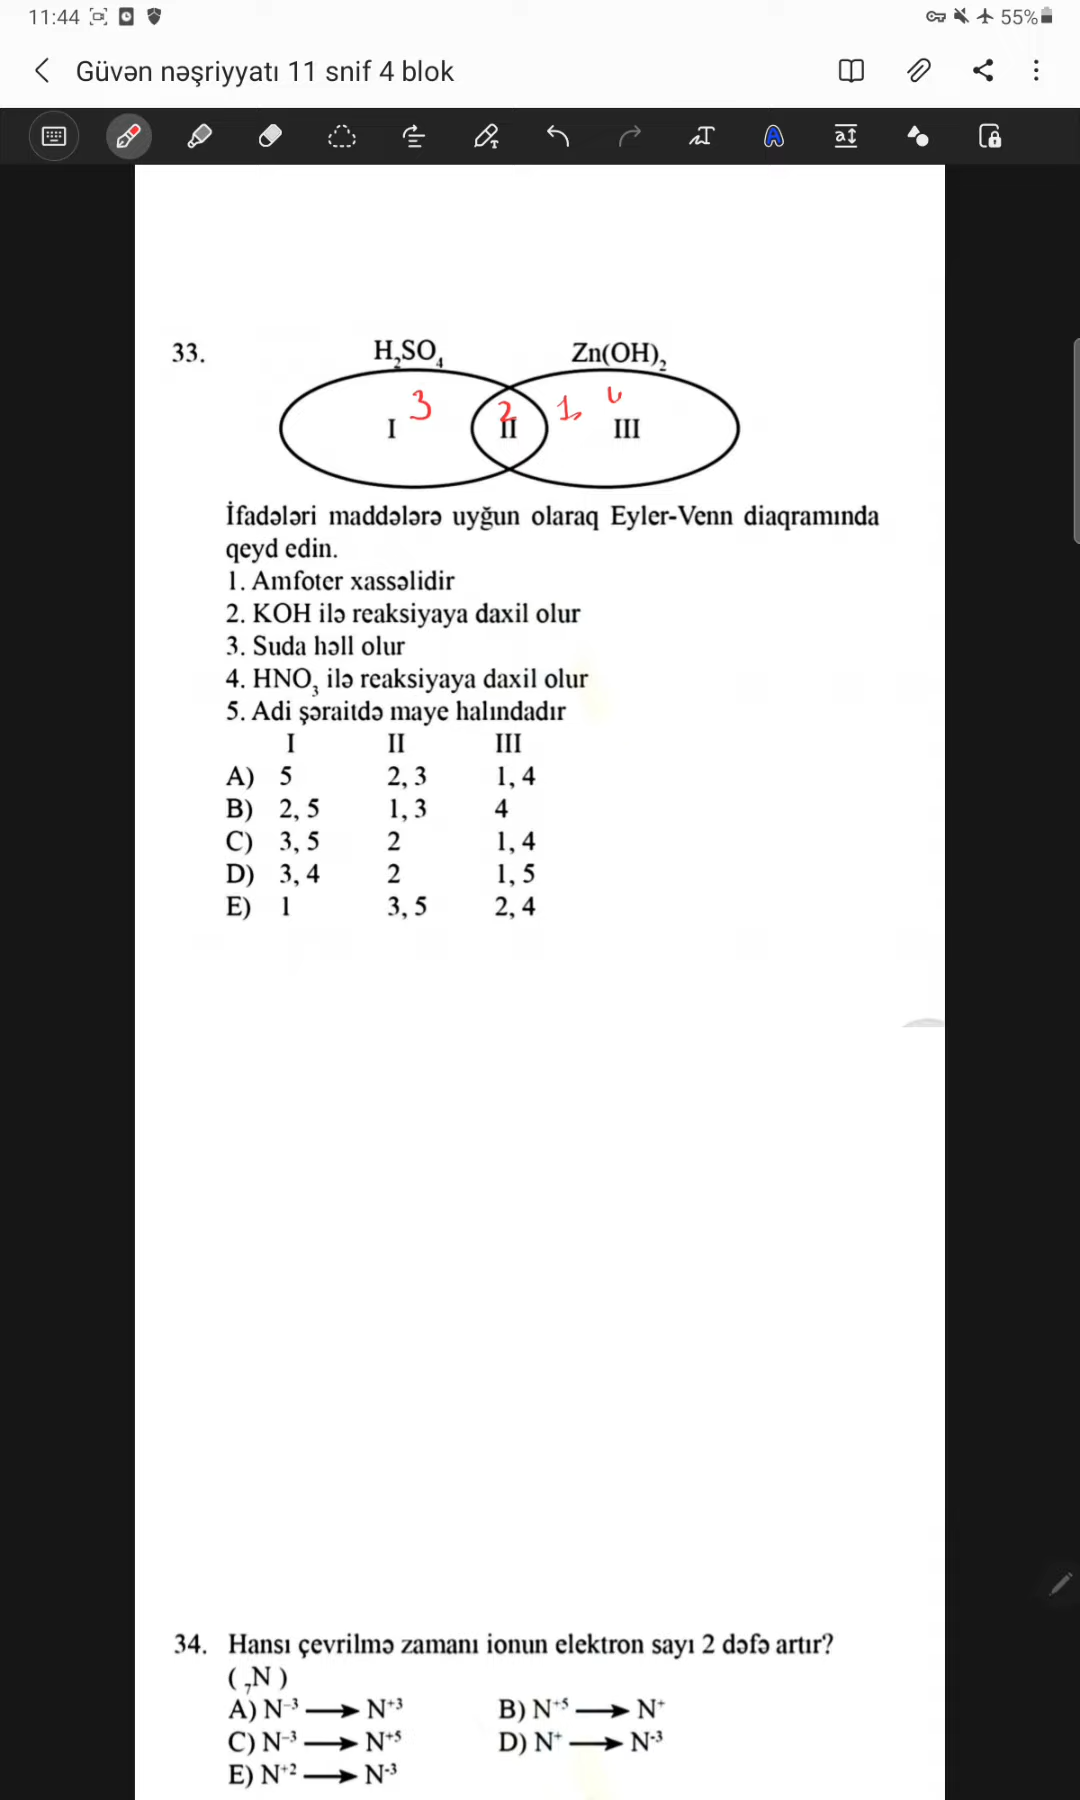 11:44 55%
Güvən nəşriyyatı 11 snif 4 blok
33. H₂SO₄ Zn(OH)₂
3 2 1,
I II III
İfadələri maddələrə uyğun olaraq Eyler-Venn diaqramında
qeyd edin.
1. Amfoter xassəlidir
2. KOH ilə reaksiyaya daxil olur
3. Suda həll olur
4. HNO₃ ilə reaksiyaya daxil olur
5. Adi şəraitdə maye halındadır
I II III
A) 5 2, 3 1, 4
B) 2, 5 1, 3 4
C) 3, 5 2 1, 4
D) 3, 4 2 1, 5
E) 1 3, 5 2, 4
34. Hansı çevrilmə zamanı ionun elektron sayı 2 dəfə artır?
(₇N)
A) N⁻³ → N⁺³ B) N⁺⁵ → N⁺
C) N⁻³ → N⁺⁵ D) N⁺ → N⁻³
E) N⁺² → N⁻³